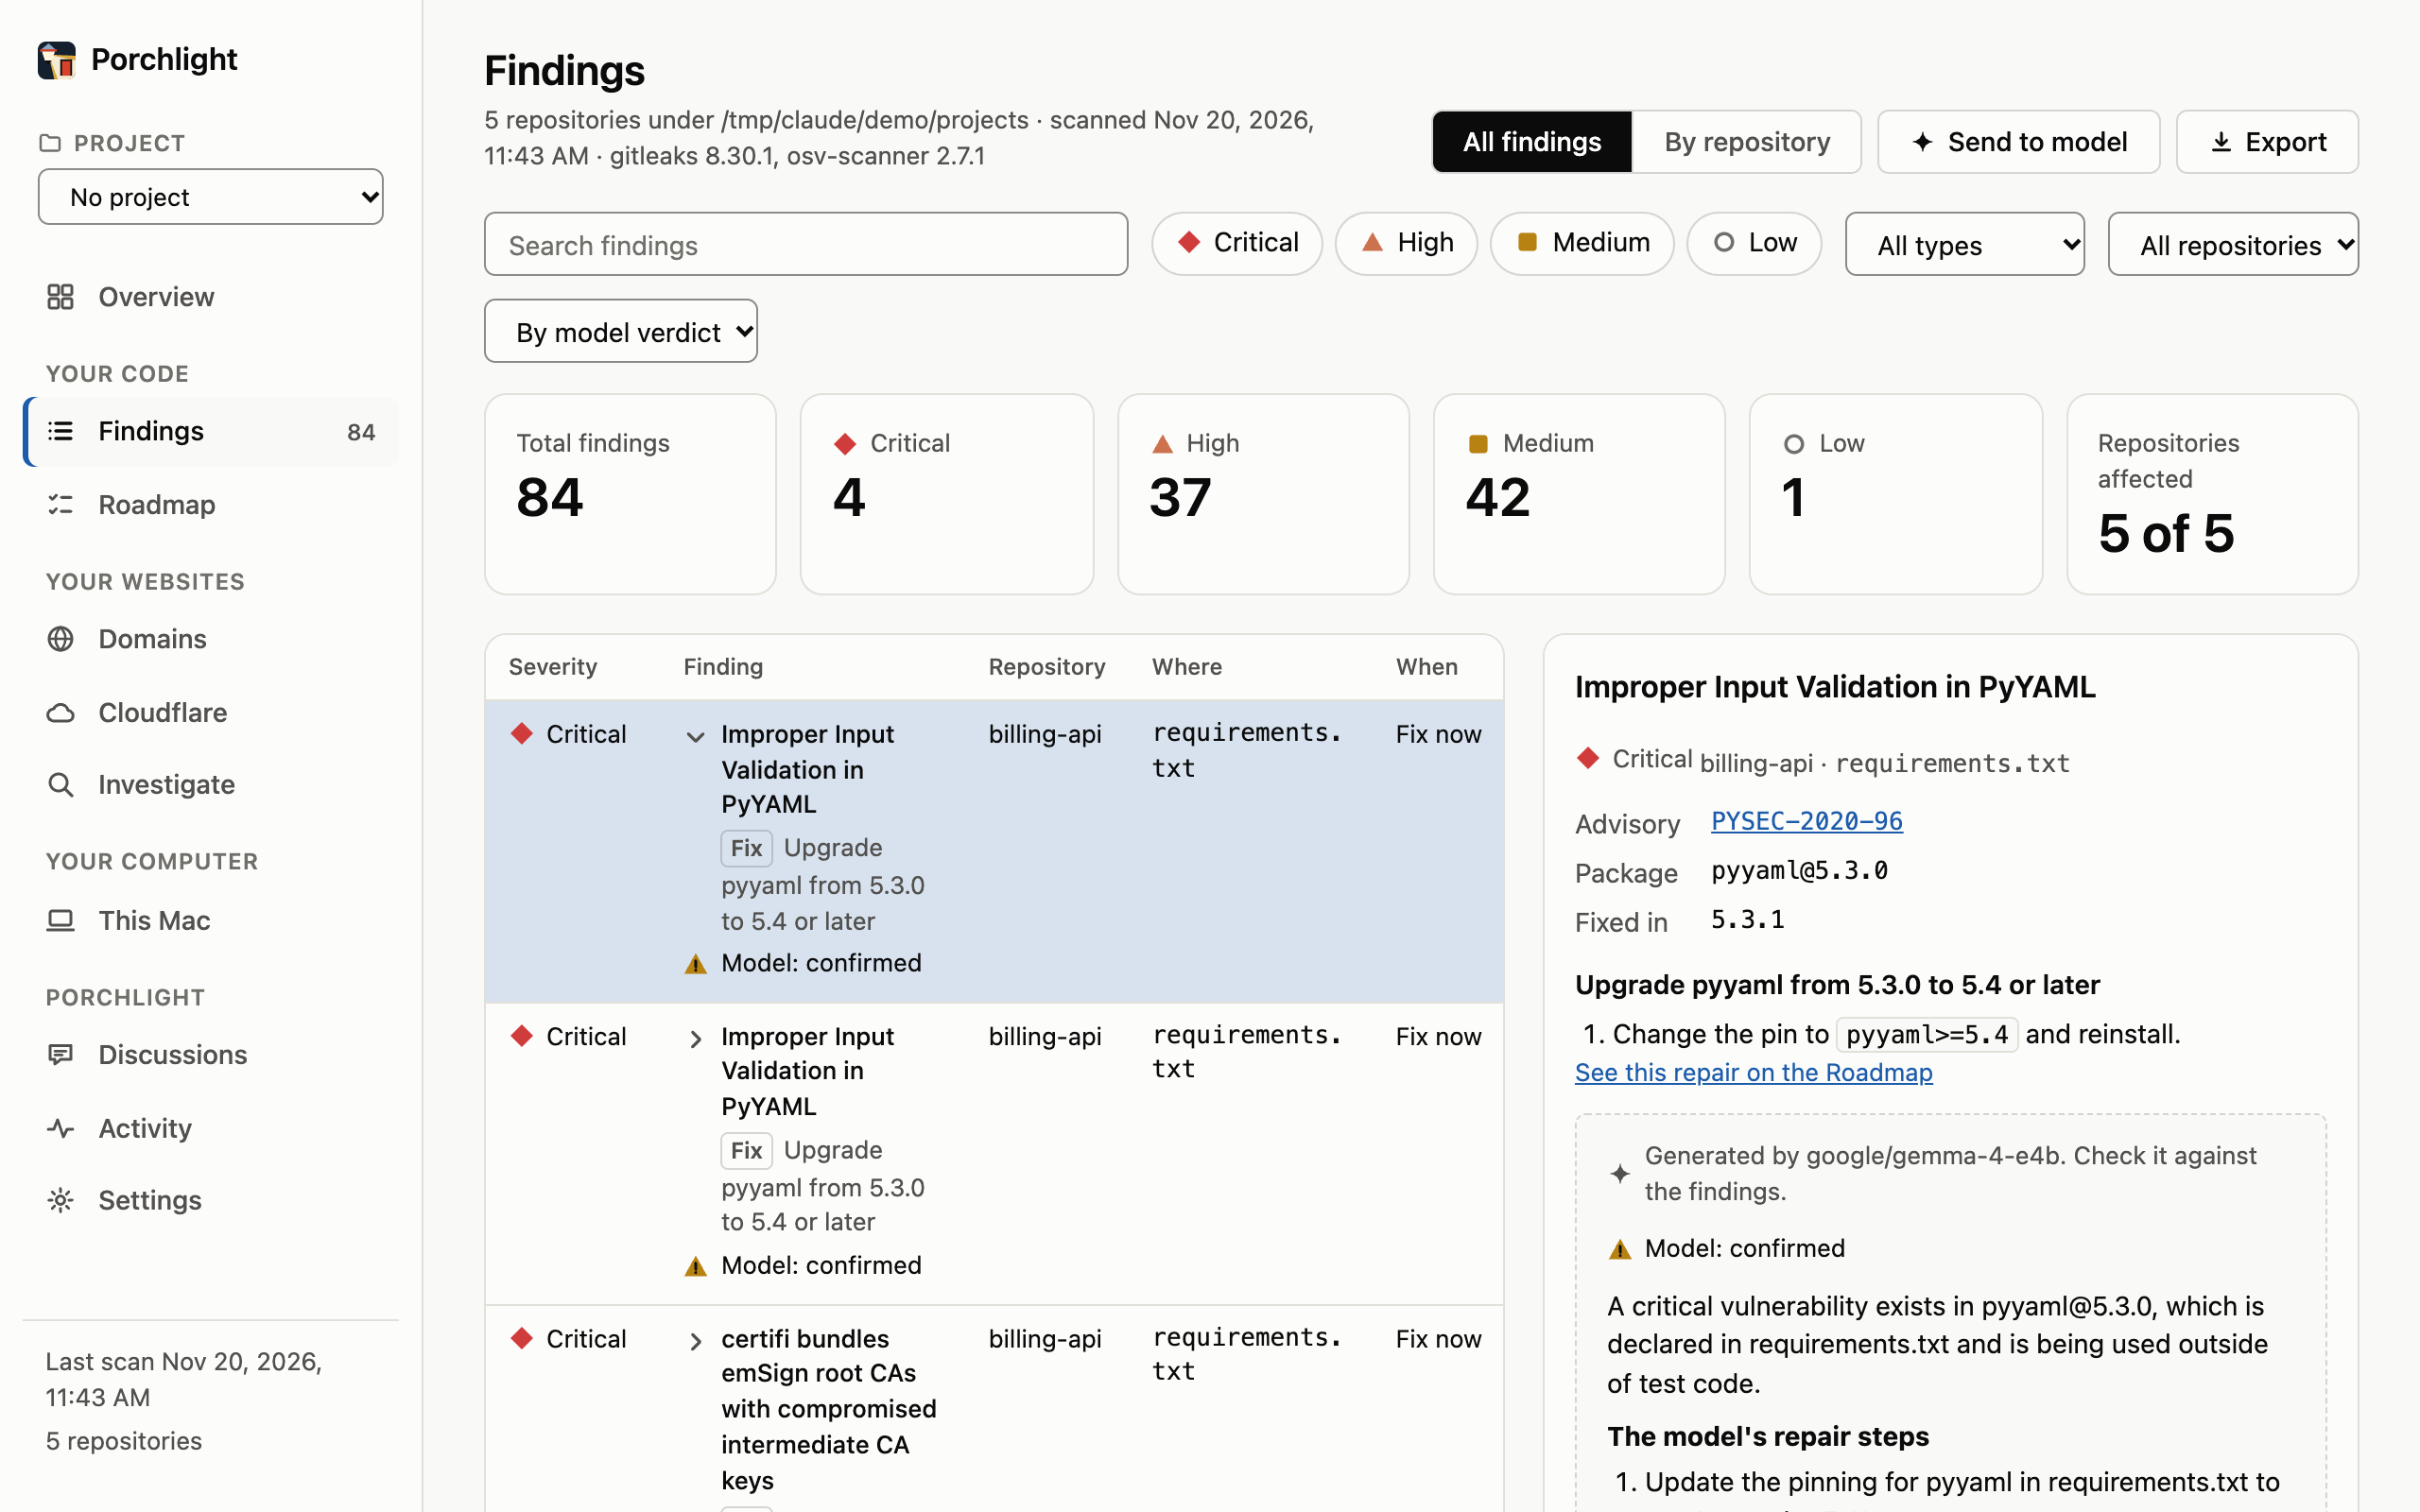 Porchlight
PROJECT
No project
Overview
YOUR CODE
Findings 84
Roadmap
YOUR WEBSITES
Domains
Cloudflare
Investigate
YOUR COMPUTER
This Mac
PORCHLIGHT
Discussions
Activity
Settings
Last scan Nov 20, 2026,
11:43 AM
5 repositories
Findings
5 repositories under /tmp/claude/demo/projects · scanned Nov 20, 2026,
11:43 AM · gitleaks 8.30.1, osv-scanner 2.7.1
All findings By repository Send to model Export
Search findings Critical High Medium Low All types All repositories
By model verdict
Total findings
84
Critical
4
High
37
Medium
42
Low
1
Repositories
affected
5 of 5
Severity Finding Repository Where When
Critical Improper Input billing-api requirements. Fix now
Validation in txt
PyYAML
Fix Upgrade
pyyaml from 5.3.0
to 5.4 or later
Model: confirmed
Critical Improper Input billing-api requirements. Fix now
Validation in txt
PyYAML
Fix Upgrade
pyyaml from 5.3.0
to 5.4 or later
Model: confirmed
Critical certifi bundles billing-api requirements. Fix now
emSign root CAs txt
with compromised
intermediate CA
keys
Improper Input Validation in PyYAML
Critical billing-api · requirements.txt
Advisory PYSEC-2020-96
Package pyyaml@5.3.0
Fixed in 5.3.1
Upgrade pyyaml from 5.3.0 to 5.4 or later
1. Change the pin to pyyaml>=5.4 and reinstall.
See this repair on the Roadmap
Generated by google/gemma-4-e4b. Check it against
the findings.
Model: confirmed
A critical vulnerability exists in pyyaml@5.3.0, which is
declared in requirements.txt and is being used outside
of test code.
The model's repair steps
1. Update the pinning for pyyaml in requirements.txt to